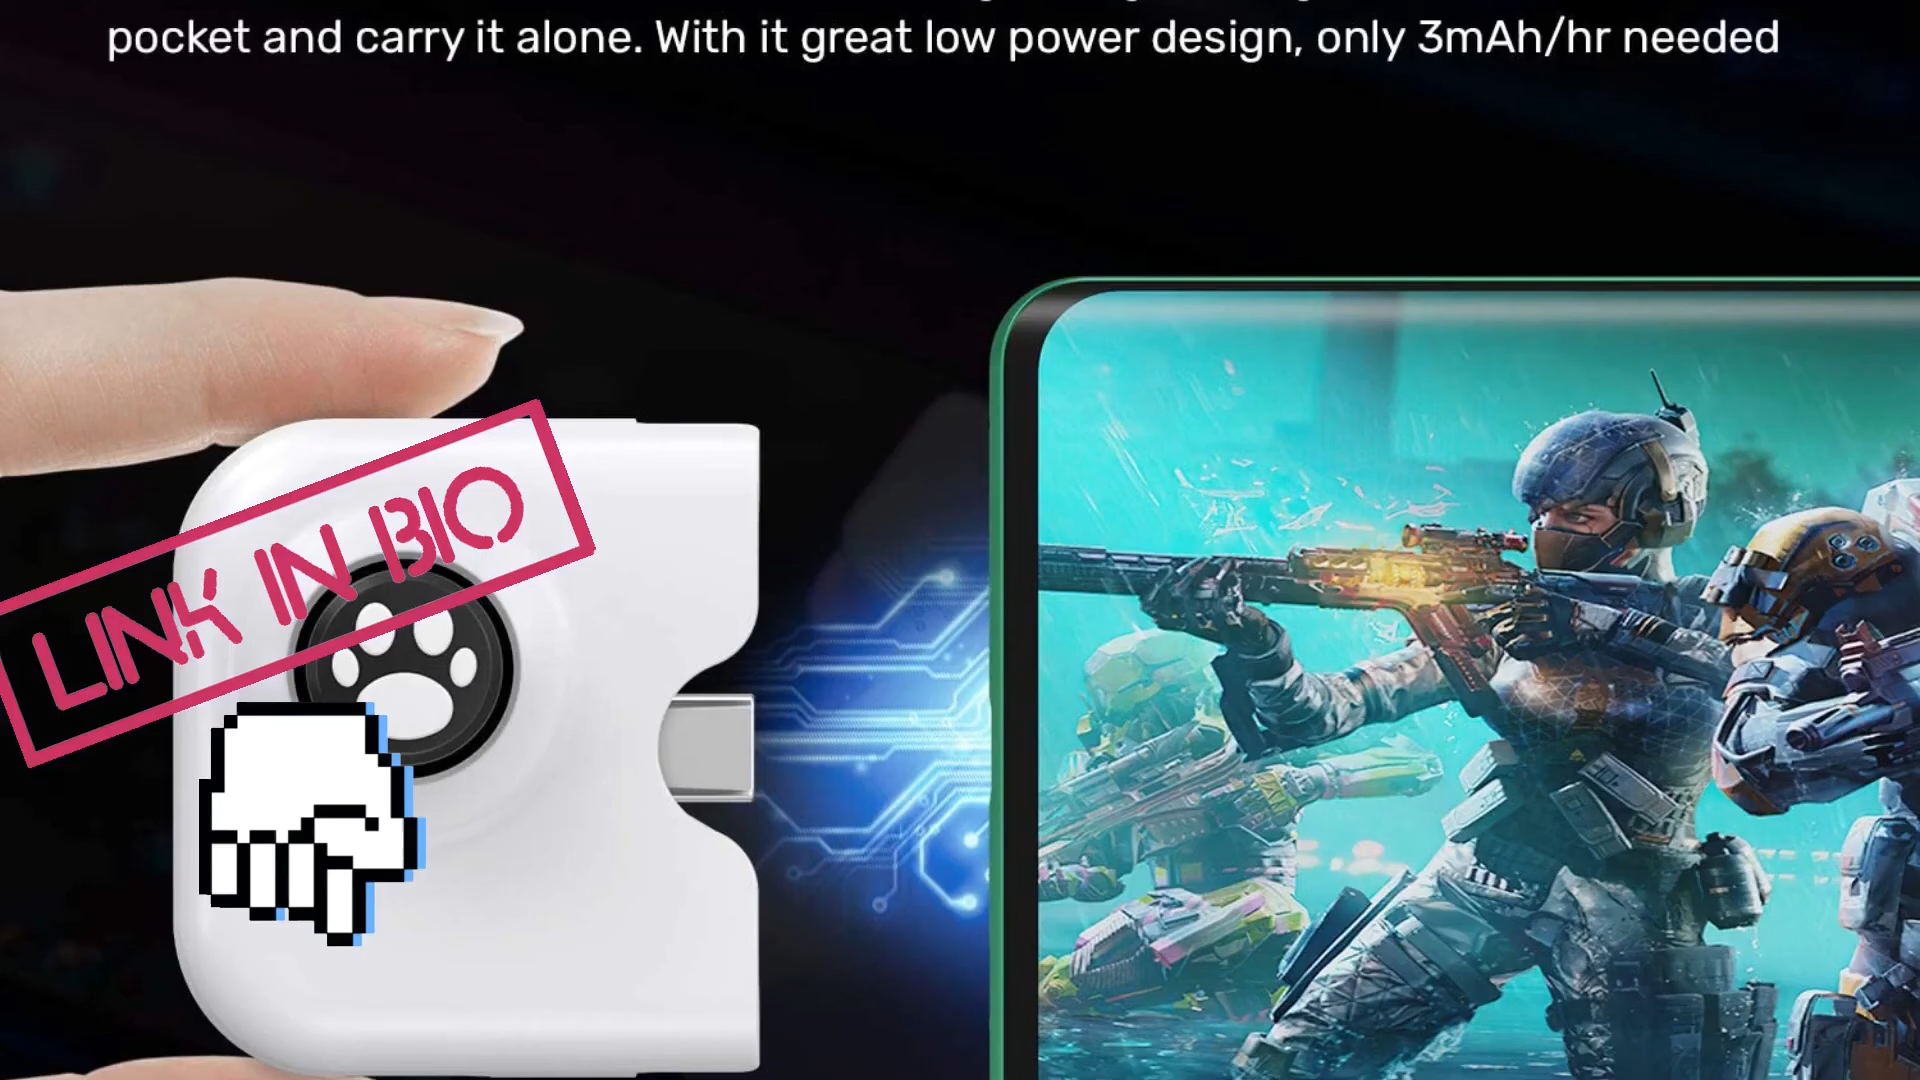 pocket and carry it alone. With it great low power design, only 3mAh/hr needed
LINK IN BIO